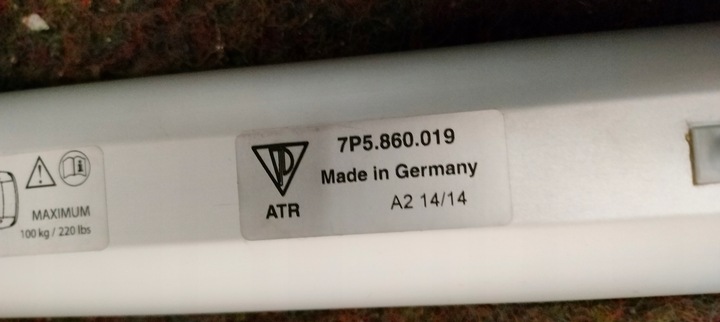 MAXIMUM
100 kg / 220 lbs
ATR
7P5.860.019
Made in Germany
A2 14/14